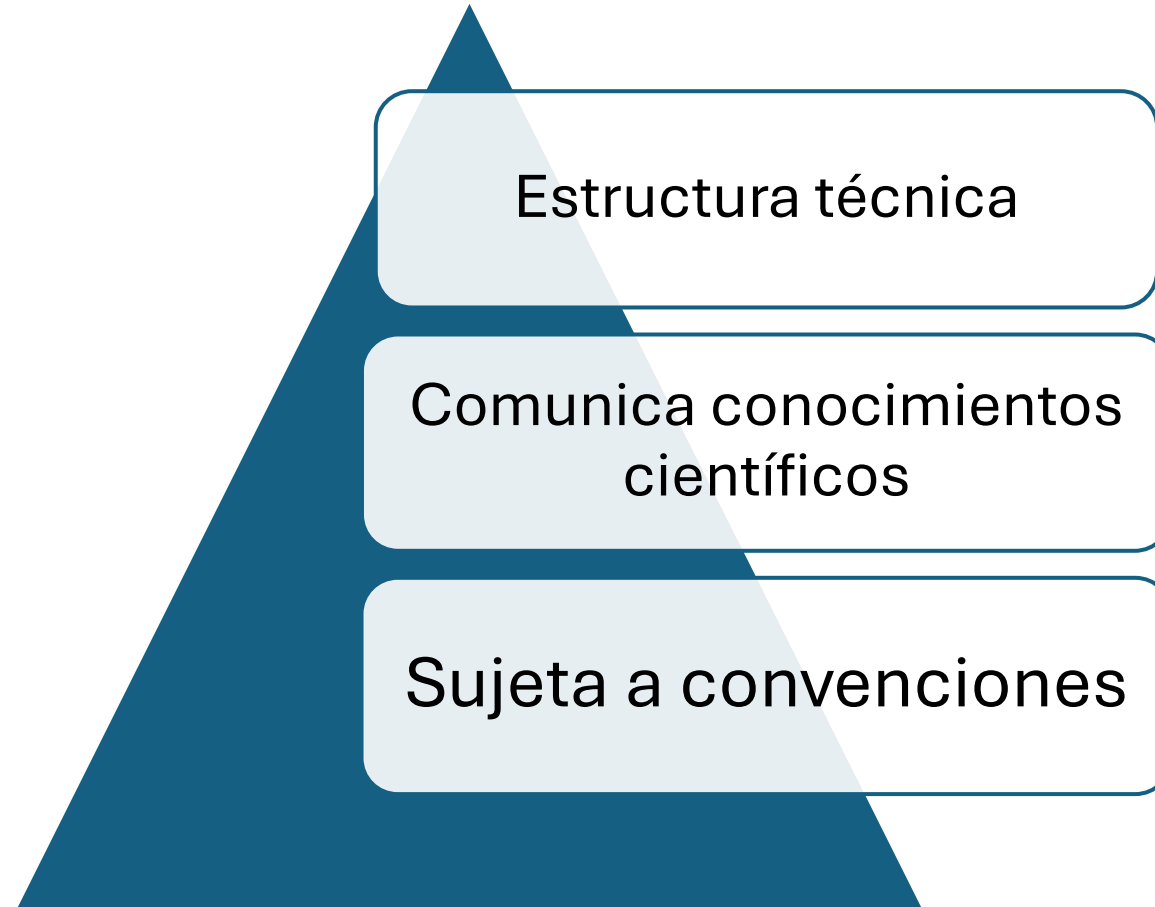 Estructura técnica
Comunica conocimientos
científicos
Sujeta a convenciones